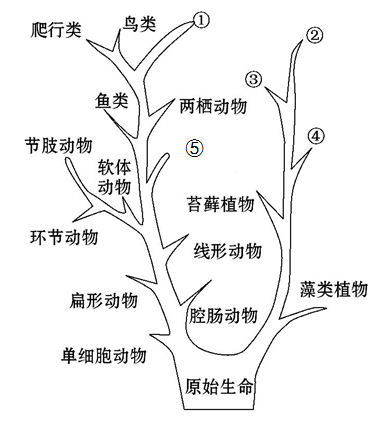 爬行类
鸟类
①
②
③
鱼类
两栖动物
④
节肢动物
软体
动物
⑤
苔藓植物
环节动物
线形动物
扁形动物
腔肠动物
藻类植物
单细胞动物
原始生命